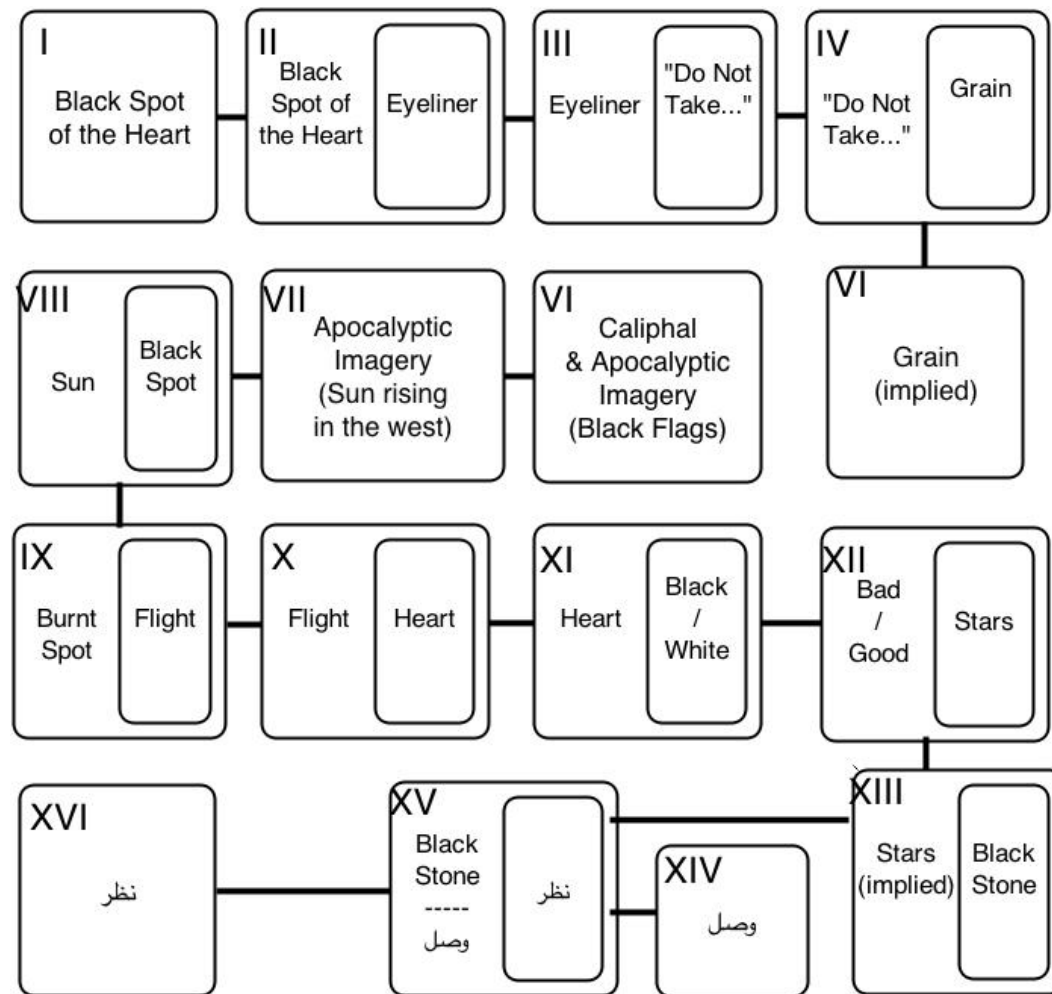 I
Black Spot
of the Heart
II
Black
Spot of
the Heart
Eyeliner
III
Eyeliner
"Do Not
Take..."
IV
"Do Not
Take..."
Grain
VI
Grain
(implied)
VI
Caliphal
& Apocalyptic
Imagery
(Black Flags)
VII
Apocalyptic
Imagery
(Sun rising
in the west)
VIII
Sun
Black
Spot
IX
Burnt
Spot
Flight
X
Flight
Heart
XI
Heart
Black
/
White
XII
Bad
/
Good
Stars
XIII
Stars
(implied)
Black
Stone
XIV
وصل
XV
Black
Stone
-----
وصل
نظر
XVI
نظر